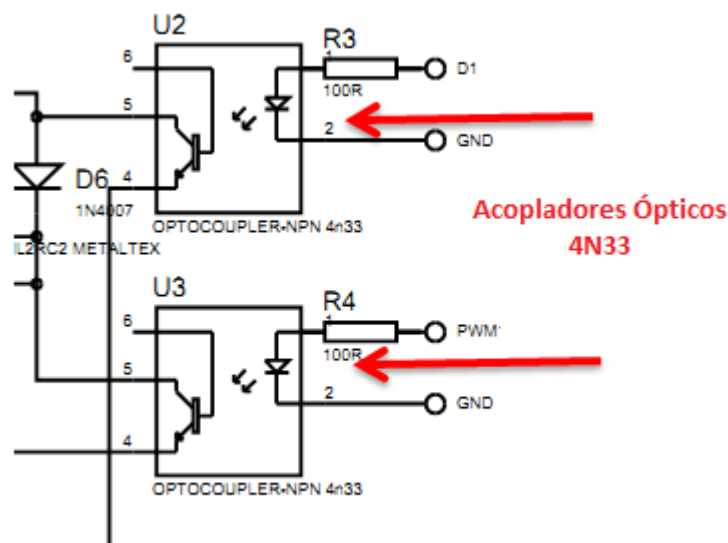 U2
6
5
4
1
2
R3
100R
D1
GND
D6
1N4007
OPTOCOUPLER-NPN 4n33
IL2RC2 METALTEX
Acopladores Ópticos
4N33
U3
6
5
4
1
2
R4
100R
PWM
GND
OPTOCOUPLER-NPN 4n33